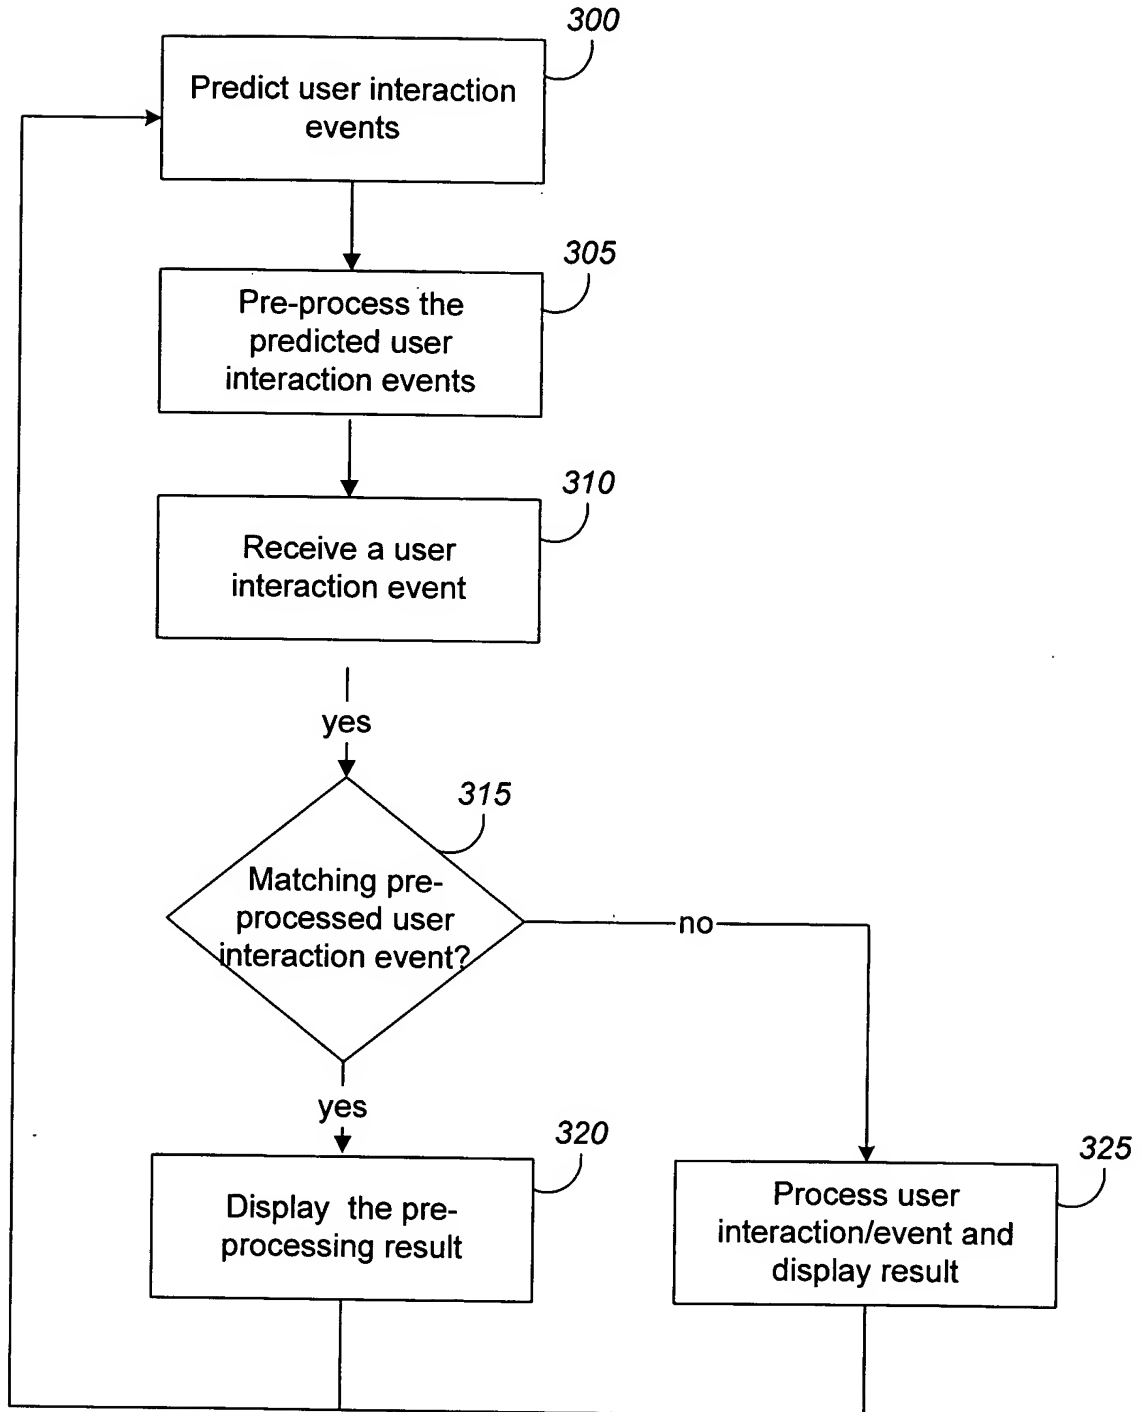 300
Predict user interaction
events
305
Pre-process the
predicted user
interaction events
310
Receive a user
interaction event
yes
315
Matching pre-
processed user
interaction event?
no
yes
320
Display the pre-
processing result
325
Process user
interaction/event and
display result